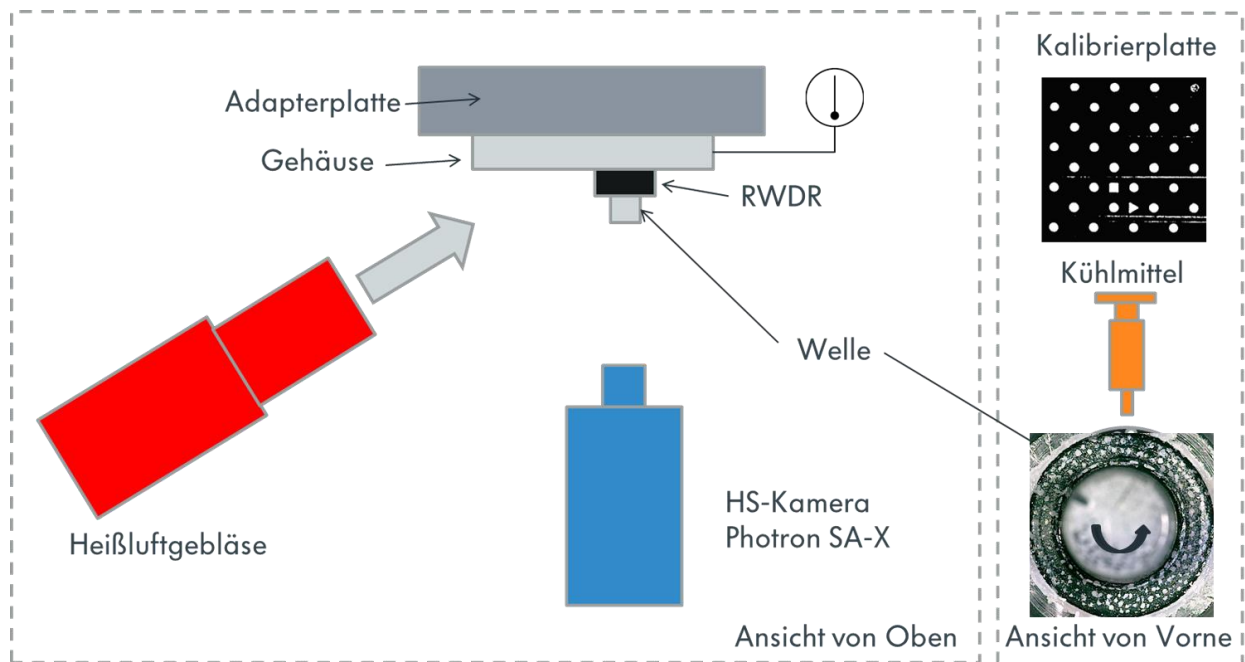 Adapterplatte
Gehäuse
RWDR
Welle
Heißluftgebläse
HS-Kamera
Photron SA-X
Ansicht von Oben
Kalibrierplatte
Kühlmittel
Ansicht von Vorne